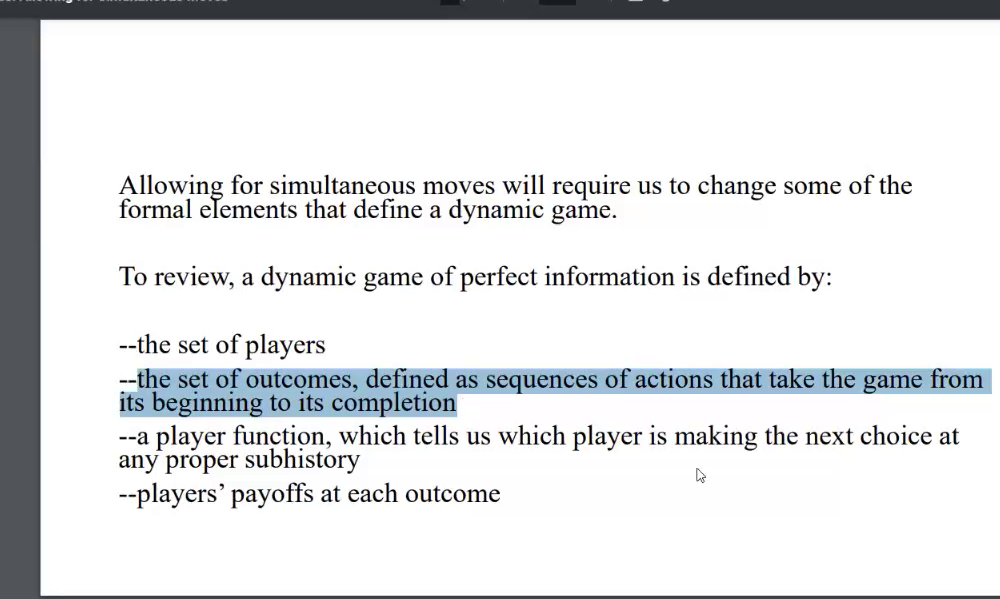 Allowing for simultaneous moves will require us to change some of the
formal elements that define a dynamic game.
To review, a dynamic game of perfect information is defined by:
--the set of players
--the set of outcomes, defined as sequences of actions that take the game from
its beginning to its completion
--a player function, which tells us which player is making the next choice at
any proper subhistory
--players’ payoffs at each outcome